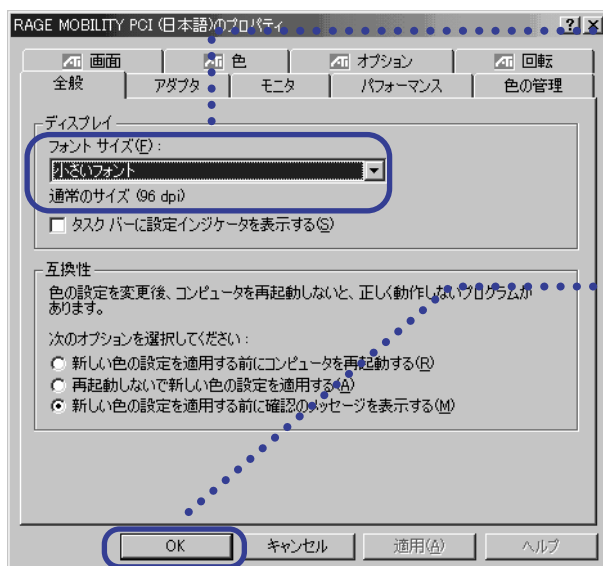 RAGE MOBILITY PCI (日本語)のプロパティ
画面 色 オプション 回転
全般 アダプタ モニタ パフォーマンス 色の管理
ディスプレイ
フォント サイズ(F):
小さいフォント
通常のサイズ (96 dpi)
タスク バーに設定インジケータを表示する(S)
互換性
色の設定を変更後、コンピュータを再起動しないと、正しく動作しないプログラムが
あります。
次のオプションを選択してください:
新しい色の設定を適用する前にコンピュータを再起動する(R)
再起動しないで新しい色の設定を適用する(A)
新しい色の設定を適用する前に確認のメッセージを表示する(M)
OK キャンセル 適用(A) ヘルプ